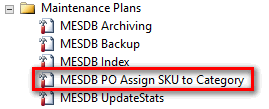 Maintenance Plans
MESDB Archiving
MESDB Backup
MESDB Index
MESDB PO Assign SKU to Category
MESDB UpdateStats